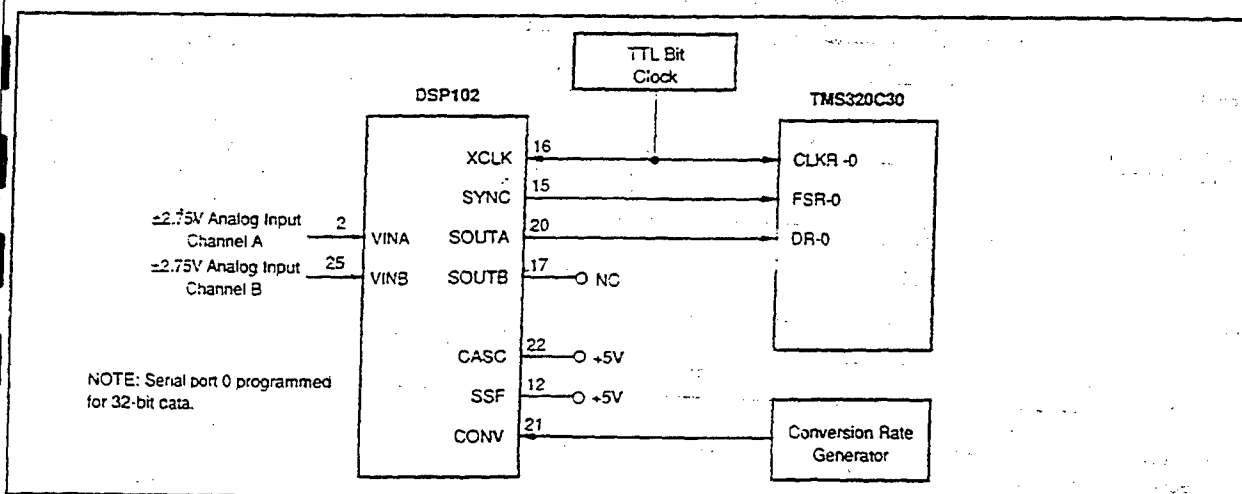 TTL Bit
Clock
DSP102
TMS320C30
XCLK
16
CLKR -0
SYNC
15
FSR-0
±2.75V Analog Input
Channel A
2
VINA
SOUTA
20
DR-0
±2.75V Analog Input
Channel B
25
VINB
SOUTB
17
NC
CASC
22
+5V
NOTE: Serial port 0 programmed
for 32-bit cata.
SSF
12
+5V
CONV
21
Conversion Rate
Generator